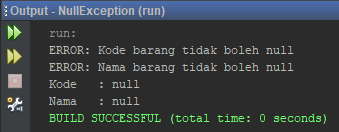 Output - NullException (run)
run:
ERROR: Kode barang tidak boleh null
ERROR: Nama barang tidak boleh null
Kode   : null
Nama   : null
BUILD SUCCESSFUL (total time: 0 seconds)